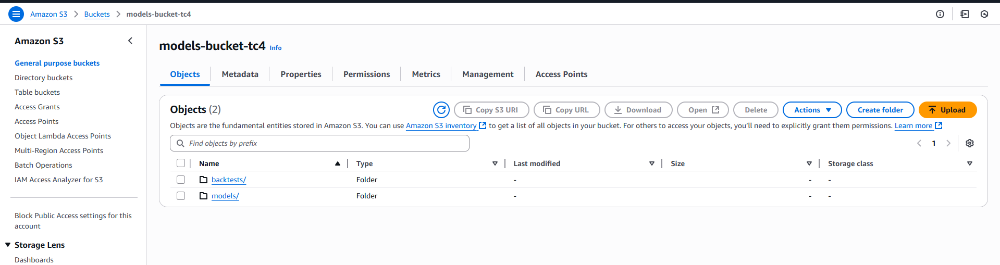 Amazon S3 > Buckets > models-bucket-tc4
Amazon S3
General purpose buckets
Directory buckets
Table buckets
Access Grants
Access Points
Object Lambda Access Points
Multi-Region Access Points
Batch Operations
IAM Access Analyzer for S3
Block Public Access settings for this
account
Storage Lens
Dashboards
models-bucket-tc4 Info
Objects Metadata Properties Permissions Metrics Management Access Points
Objects (2)
Copy S3 URI Copy URL Download Open Delete Actions Create folder Upload
Objects are the fundamental entities stored in Amazon S3. You can use Amazon S3 inventory to get a list of all objects in your bucket. For others to access your objects, you’ll need to explicitly grant them permissions. Learn more
Find objects by prefix
1
Name Type Last modified Size Storage class
backtests/ Folder - - -
models/ Folder - - -